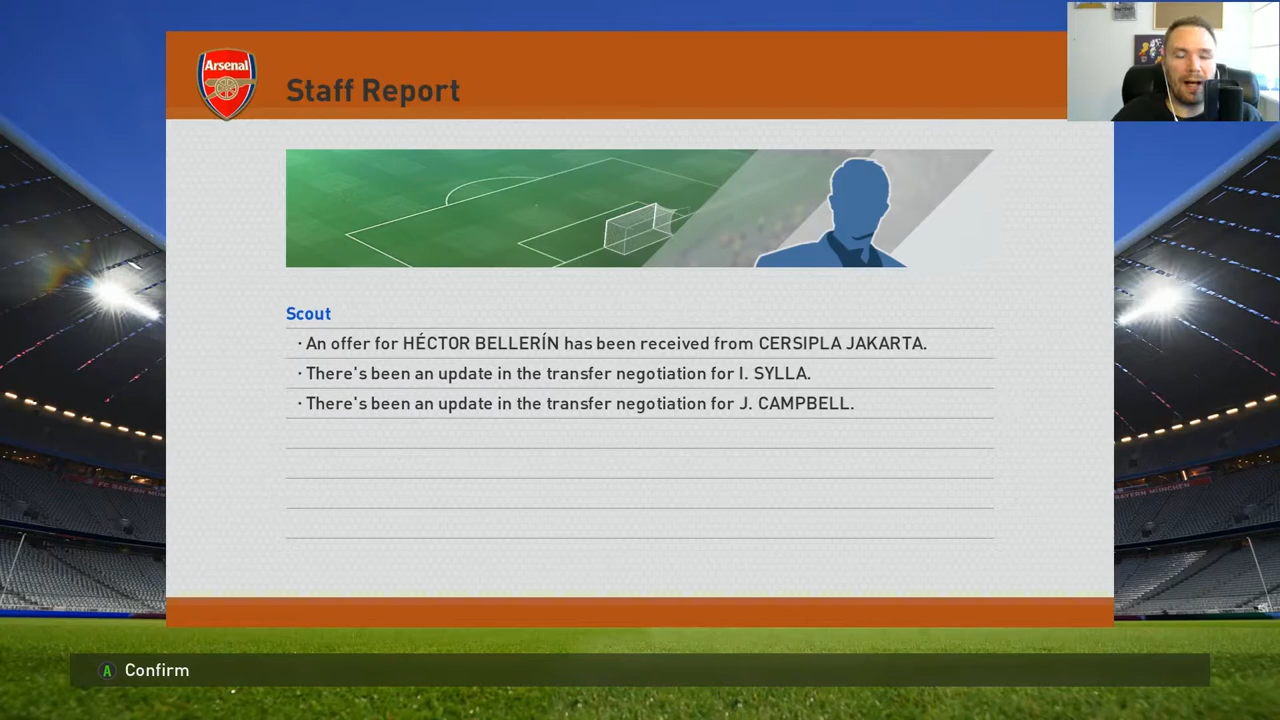 Arsenal
Staff Report
Scout
· An offer for HÉCTOR BELLERÍN has been received from CERSIPLA JAKARTA.
· There's been an update in the transfer negotiation for I. SYLLA.
· There's been an update in the transfer negotiation for J. CAMPBELL.
A Confirm